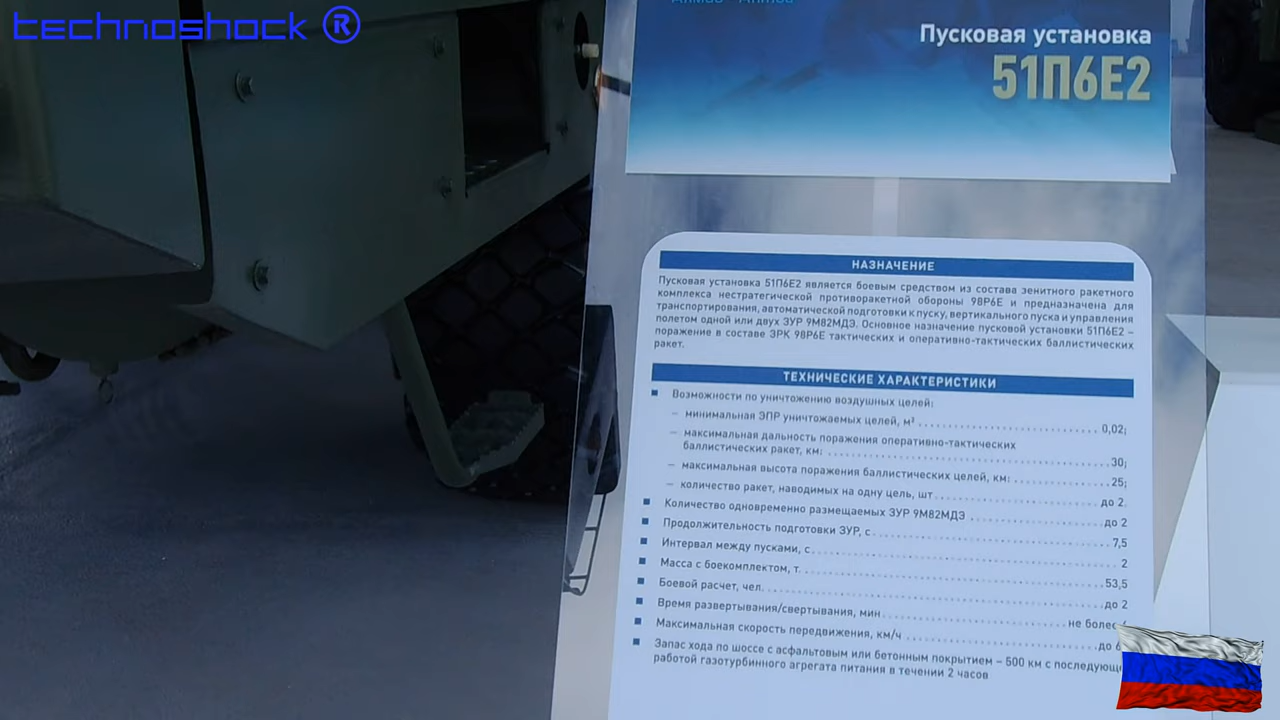 technoshock ®
Алмаз - Антей
Пусковая установка
51П6Е2
НАЗНАЧЕНИЕ
Пусковая установка 51П6Е2 является боевым средством из состава зенитного ракетного
комплекса нестратегической противоракетной обороны 98Р6Е и предназначена для
транспортирования, автоматической подготовки к пуску, вертикального пуска и управления
полетом одной или двух ЗУР 9М82МДЭ. Основное назначение пусковой установки 51П6Е2 –
поражение в составе ЗРК 98Р6Е тактических и оперативно-тактических баллистических
ракет.
ТЕХНИЧЕСКИЕ ХАРАКТЕРИСТИКИ
Возможности по уничтожению воздушных целей:
– минимальная ЭПР уничтожаемых целей, м² 0,02;
– максимальная дальность поражения оперативно-тактических
баллистических ракет, км: 30;
– максимальная высота поражения баллистических целей, км: 25;
– количество ракет, наводимых на одну цель, шт до 2.
Количество одновременно размещаемых ЗУР 9М82МДЭ до 2
Продолжительность подготовки ЗУР, с 7,5
Интервал между пусками, с 2
Масса с боекомплектом, т. 53,5
Боевой расчет, чел. до 2
Время развертывания/свертывания, мин не более
Максимальная скорость передвижения, км/ч до
Запас хода по шоссе с асфальтовым или бетонным покрытием – 500 км с
работой газотурбинного агрегата питания в течении 2 часов